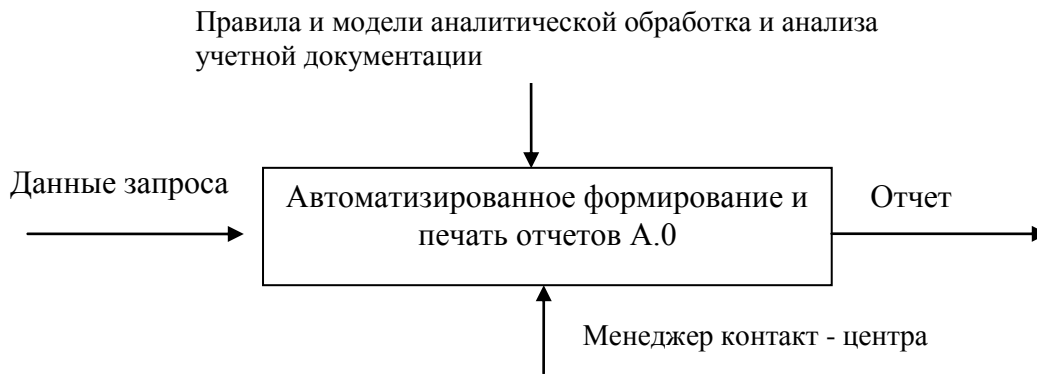 Правила и модели аналитической обработка и анализа
учетной документации
Данные запроса
Автоматизированное формирование и
печать отчетов А.0
Отчет
Менеджер контакт - центра